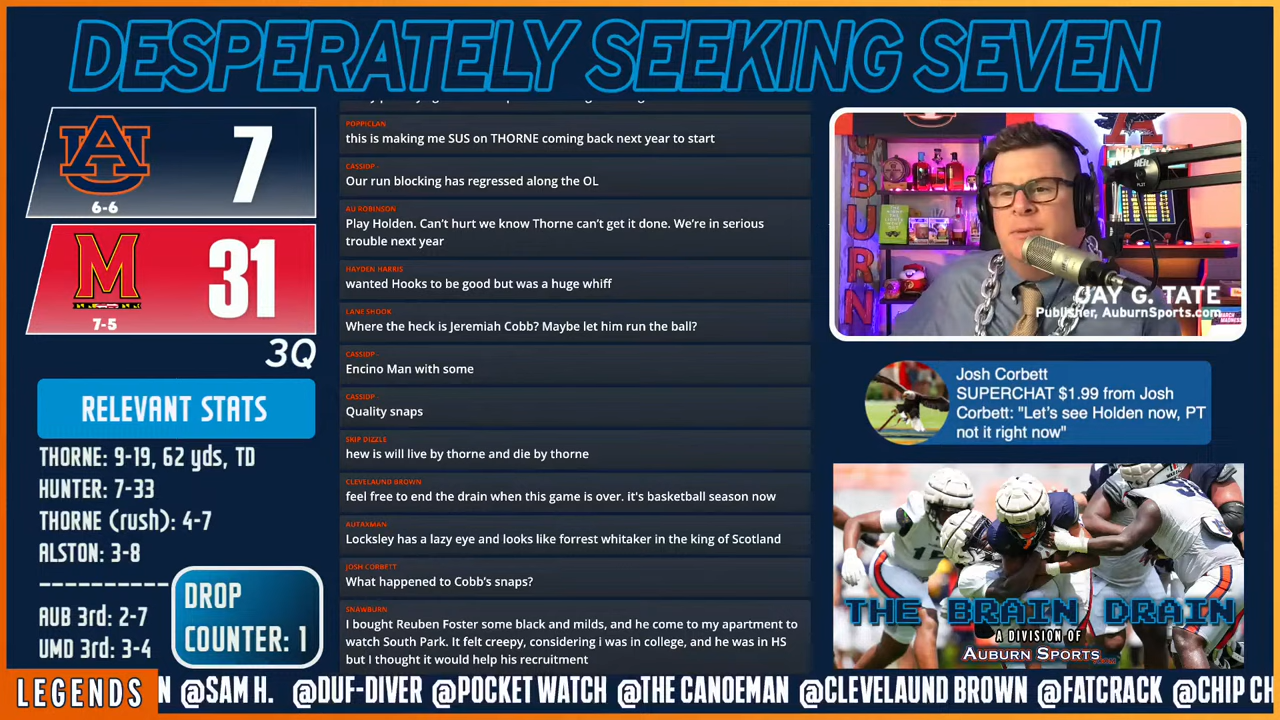 DESPERATELY SEEKING SEVEN
AU
7
6-6
M
31
7-5
3Q
RELEVANT STATS
THORNE: 9-19, 62 yds, TD
HUNTER: 7-33
THORNE (rush): 4-7
ALSTON: 3-8
----------
AUB 3rd: 2-7
UMD 3rd: 3-4
DROP
COUNTER: 1
POPPICLAN
this is making me SUS on THORNE coming back next year to start
CASSIDP -
Our run blocking has regressed along the OL
AU ROBINSON
Play Holden. Can't hurt we know Thorne can't get it done. We're in serious
trouble next year
HAYDEN HARRIS
wanted Hooks to be good but was a huge whiff
LANE SHOOK
Where the heck is Jeremiah Cobb? Maybe let him run the ball?
CASSIDP -
Encino Man with some
CASSIDP -
Quality snaps
SKIP DIZZLE
hew is will live by thorne and die by thorne
CLEVELAUND BROWN
feel free to end the drain when this game is over. it's basketball season now
AUTAXMAN
Locksley has a lazy eye and looks like forrest whitaker in the king of Scotland
JOSH CORBETT
What happened to Cobb's snaps?
SNAWBURN
I bought Reuben Foster some black and milds, and he come to my apartment to
watch South Park. It felt creepy, considering i was in college, and he was in HS
but I thought it would help his recruitment
UBURN
JAY G. TATE
Publisher, AuburnSports.com
Josh Corbett
SUPERCHAT $1.99 from Josh
Corbett: "Let's see Holden now, PT
not it right now"
THE BRAIN DRAIN
A DIVISION OF
AUBURN SPORTS
LEGENDS
N @SAM H. @DUF-DIVER @POCKET WATCH @THE CANOEMAN @CLEVELAUND BROWN @FATCRACK @CHIP CH